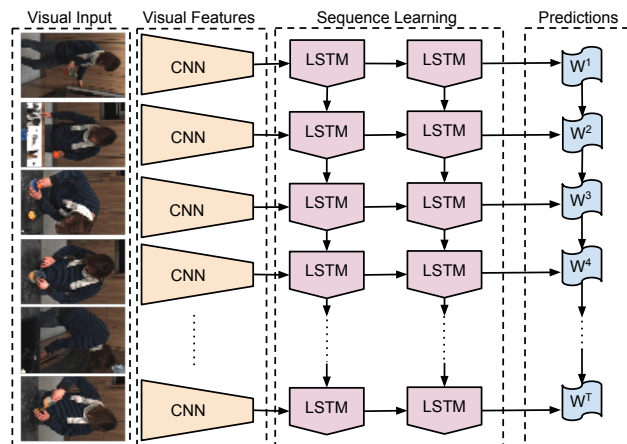 Visual Input Visual Features Sequence Learning Predictions
CNN LSTM LSTM W¹
CNN LSTM LSTM W²
CNN LSTM LSTM W³
CNN LSTM LSTM W⁴
CNN LSTM LSTM Wᵀ